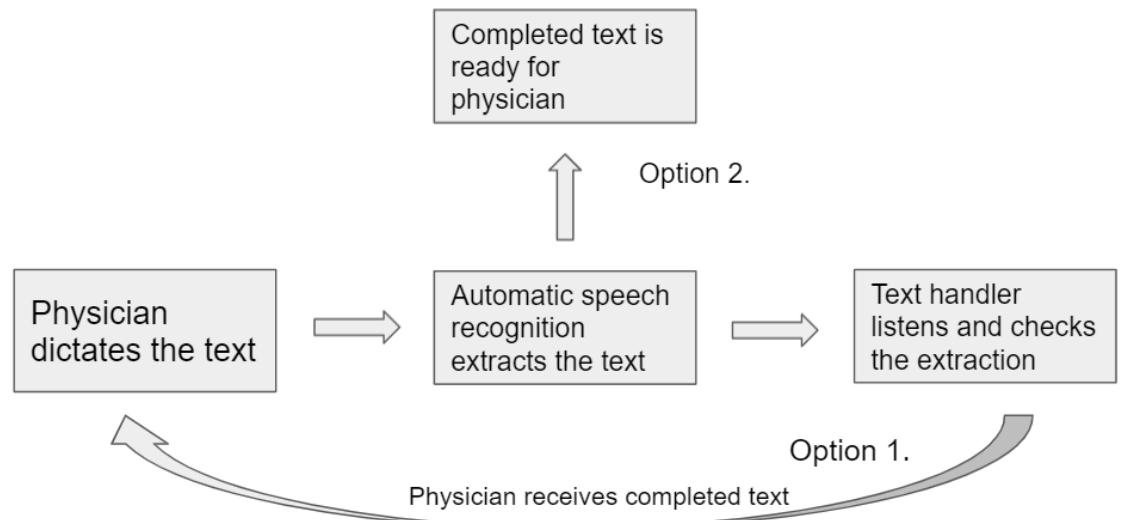 Completed text is
ready for
physician
Option 2.
Physician
dictates the text
Automatic speech
recognition
extracts the text
Text handler
listens and checks
the extraction
Option 1.
Physician receives completed text